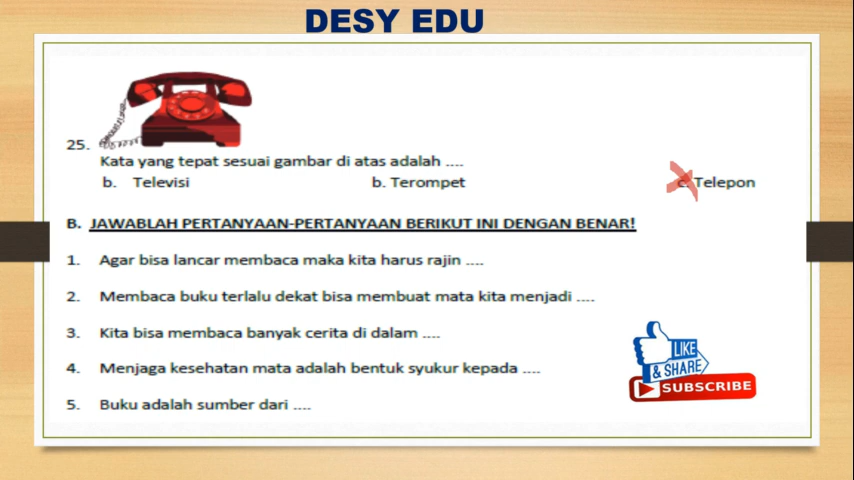 DESY EDU
25.
Kata yang tepat sesuai gambar di atas adalah ....
b. Televisi b. Terompet c. Telepon
B. JAWABLAH PERTANYAAN-PERTANYAAN BERIKUT INI DENGAN BENAR!
1. Agar bisa lancar membaca maka kita harus rajin ....
2. Membaca buku terlalu dekat bisa membuat mata kita menjadi ....
3. Kita bisa membaca banyak cerita di dalam ....
4. Menjaga kesehatan mata adalah bentuk syukur kepada ....
5. Buku adalah sumber dari ....
LIKE
& SHARE
SUBSCRIBE